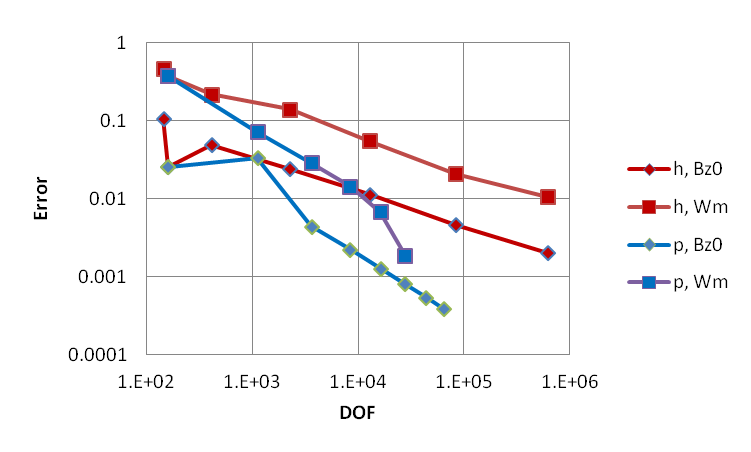 1
0.1
0.01
0.001
0.0001
Error
1.E+02 1.E+03 1.E+04 1.E+05 1.E+06
DOF
h, Bz0
h, Wm
p, Bz0
p, Wm